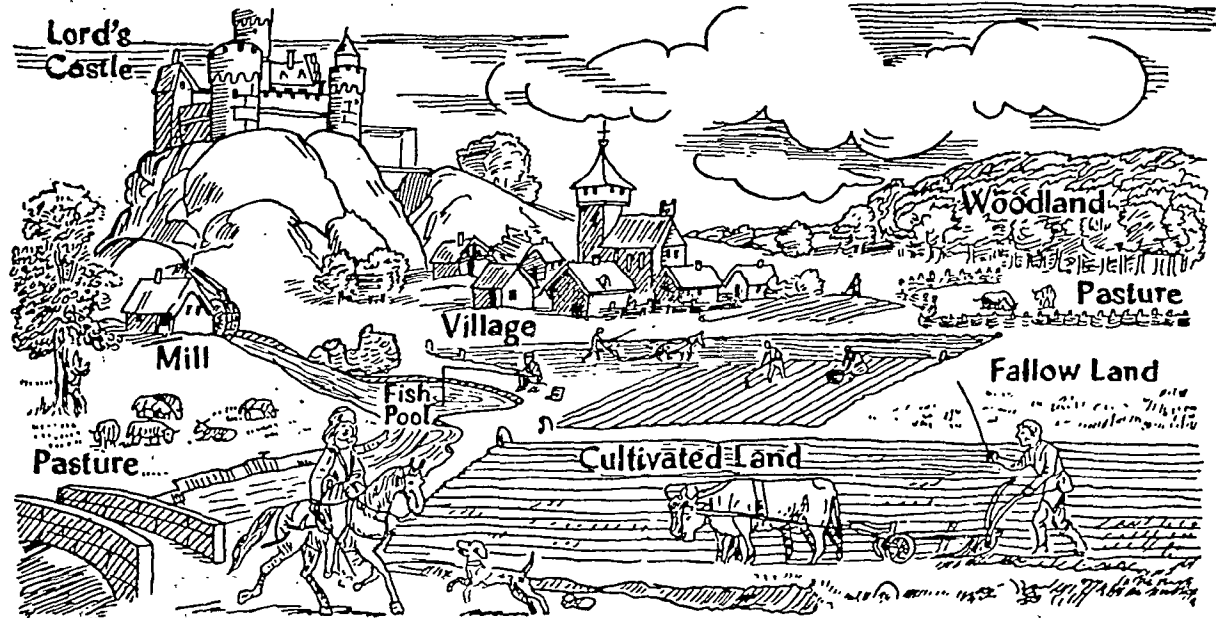 Lord's
Castle
Woodland
Pasture
Village
Mill
Fallow Land
Fish
Pool
Pasture
Cultivated Land